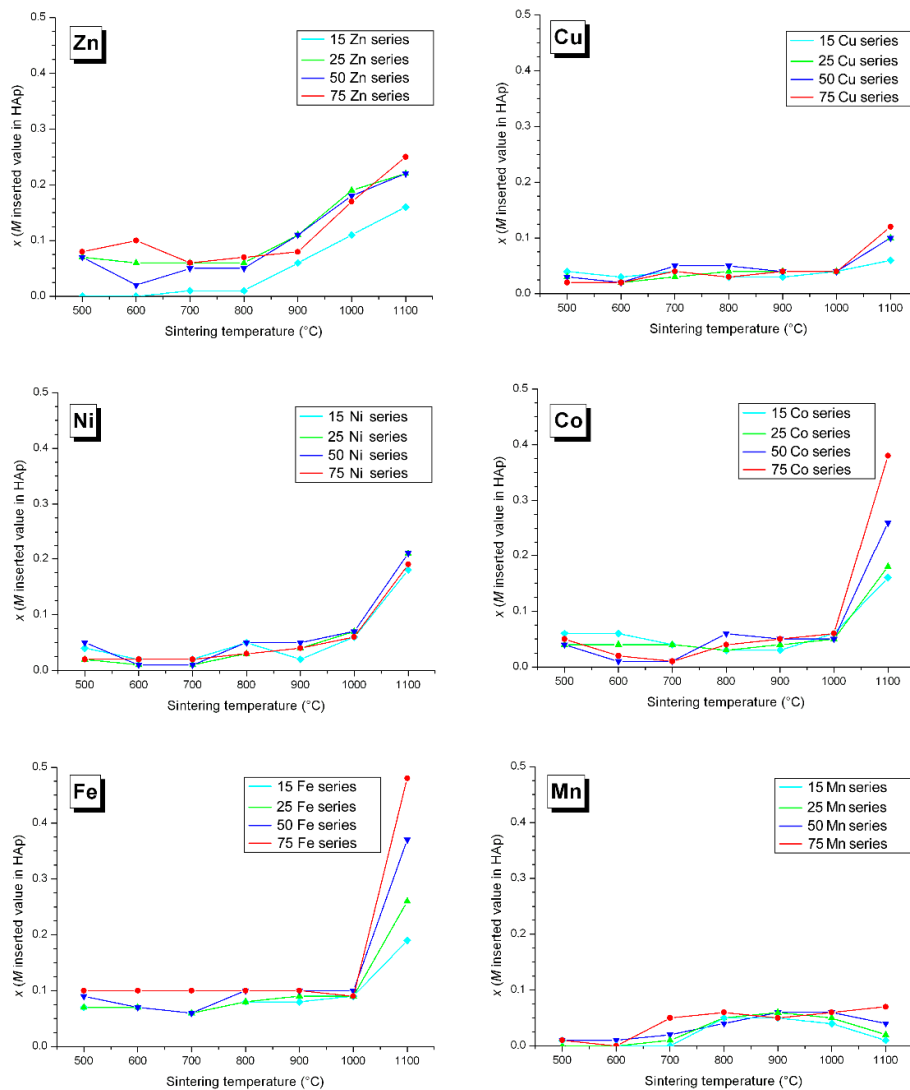 Zn
15 Zn series
25 Zn series
50 Zn series
75 Zn series
x (M inserted value in HAp)
0.5
0.4
0.3
0.2
0.1
0.0
500 600 700 800 900 1000 1100
Sintering temperature (°C)
Cu
15 Cu series
25 Cu series
50 Cu series
75 Cu series
x (M inserted value in HAp)
0.5
0.4
0.3
0.2
0.1
0.0
500 600 700 800 900 1000 1100
Sintering temperature (°C)
Ni
15 Ni series
25 Ni series
50 Ni series
75 Ni series
x (M inserted value in HAp)
0.5
0.4
0.3
0.2
0.1
0.0
500 600 700 800 900 1000 1100
Sintering temperature (°C)
Co
15 Co series
25 Co series
50 Co series
75 Co series
x (M inserted value in HAp)
0.5
0.4
0.3
0.2
0.1
0.0
500 600 700 800 900 1000 1100
Sintering temperature (°C)
Fe
15 Fe series
25 Fe series
50 Fe series
75 Fe series
x (M inserted value in HAp)
0.5
0.4
0.3
0.2
0.1
0.0
500 600 700 800 900 1000 1100
Sintering temperature (°C)
Mn
15 Mn series
25 Mn series
50 Mn series
75 Mn series
x (M inserted value in HAp)
0.5
0.4
0.3
0.2
0.1
0.0
500 600 700 800 900 1000 1100
Sintering temperature (°C)